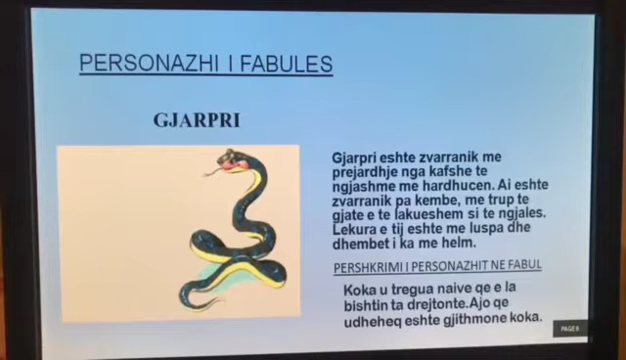 PERSONAZHI I FABULES
GJARPRI
Gjarpri eshte zvarranik me
prejardhje nga kafshe te
ngjashme me hardhucen. Ai eshte
zvarranik pa kembe, me trup te
gjate e te lakueshem si te ngjales.
Lekura e tij eshte me luspa dhe
dhembet i ka me helm.
PERSHKRIMI I PERSONAZHIT NE FABUL
Koka u tregua naive qe e la
bishtin ta drejtonte.Ajo qe
udheheq eshte gjithmone koka.
PAGE 6